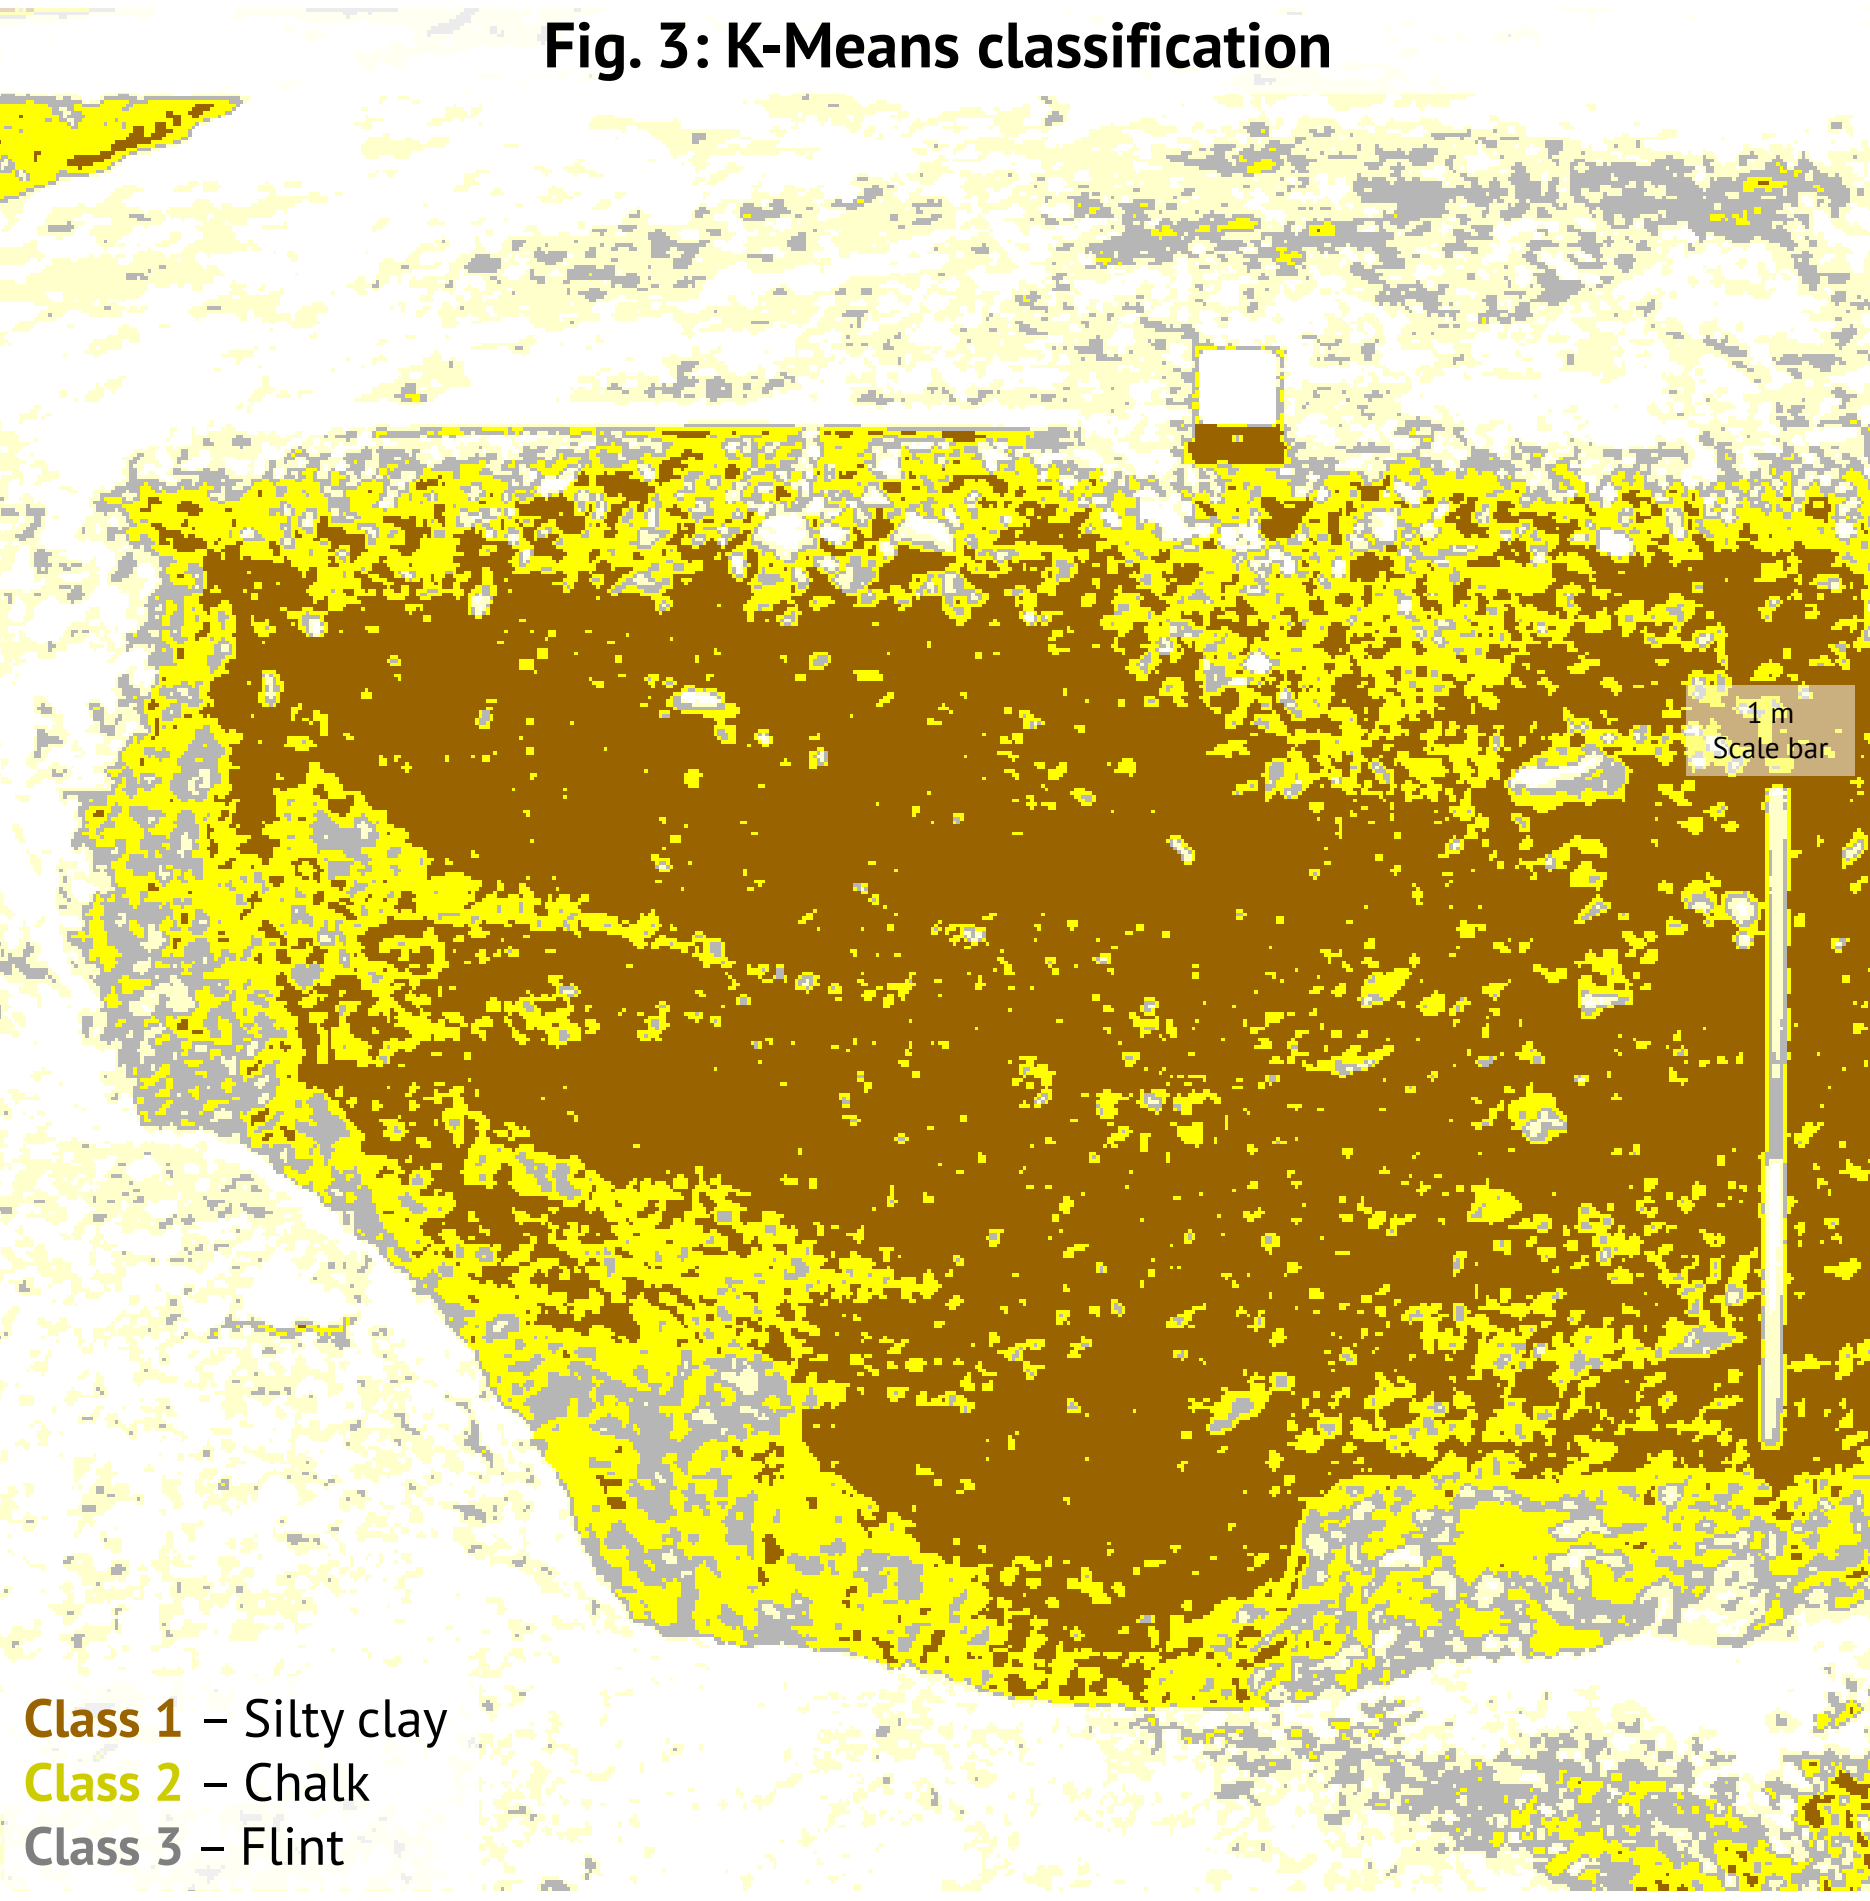 Fig. 3: K-Means classification
1 m
Scale bar
Class 1 – Silty clay
Class 2 – Chalk
Class 3 – Flint